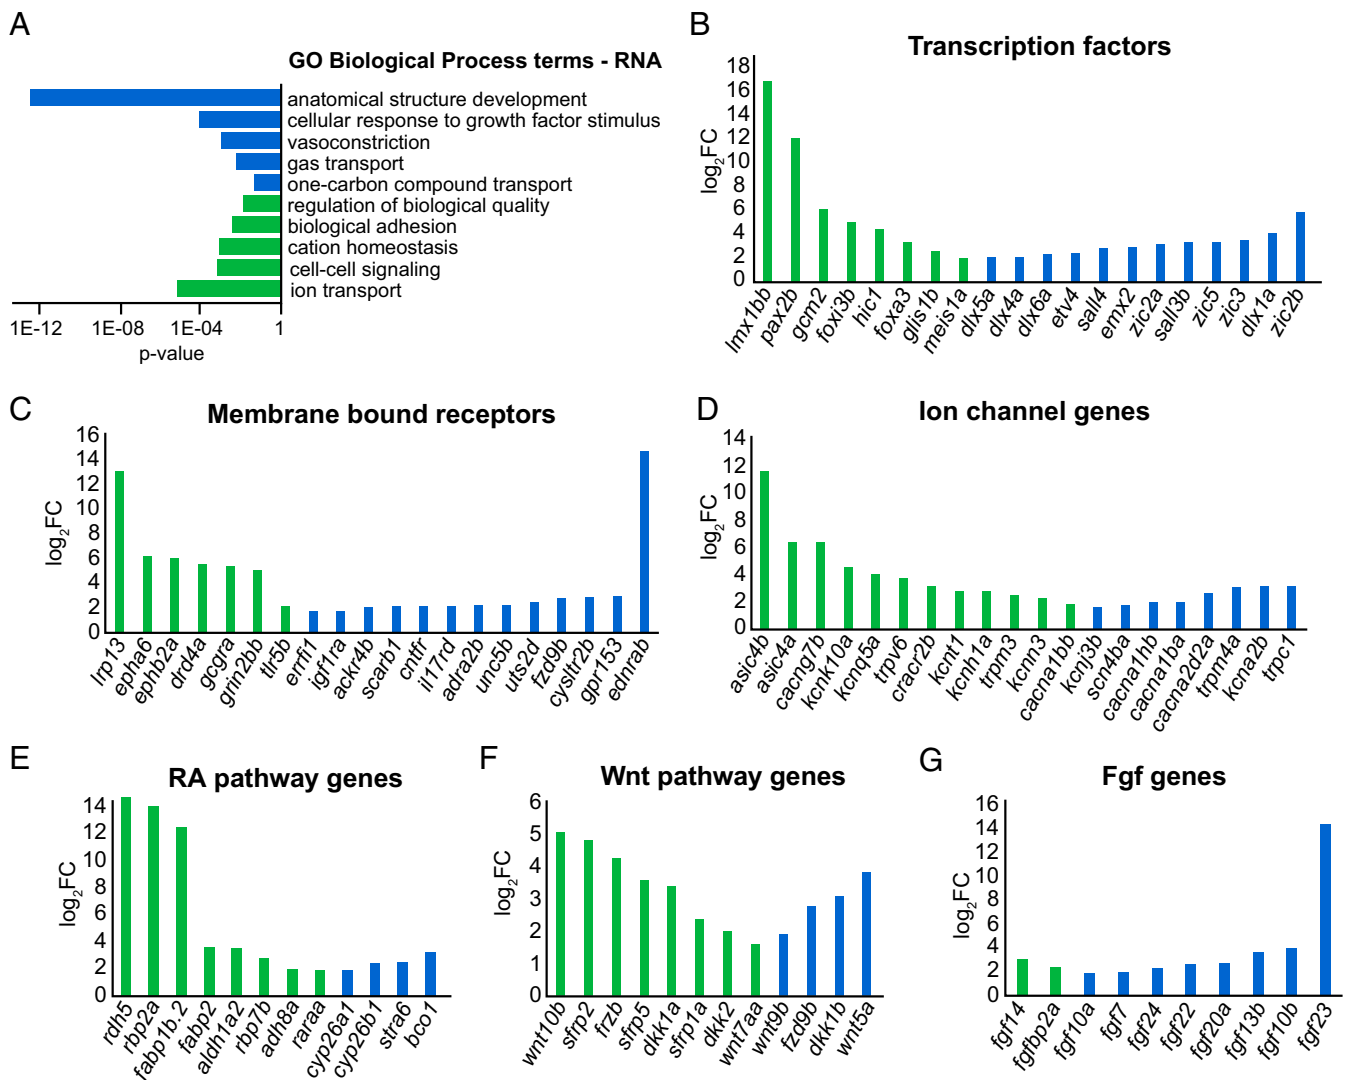 A
GO Biological Process terms - RNA
anatomical structure development
cellular response to growth factor stimulus
vasoconstriction
gas transport
one-carbon compound transport
regulation of biological quality
biological adhesion
cation homeostasis
cell-cell signaling
ion transport
1E-12 1E-08 1E-04 1
p-value
B
Transcription factors
log2FC
18
16
14
12
10
8
6
4
2
0
lmx1bb pax2b gcm2 foxi3b hic1 foxa3 glis1b meis1a dlx5a dlx4a dlx6a etv4 sall4 emx2 zic2a sall3b zic5 zic3 dlx1a zic2b
C
Membrane bound receptors
log2FC
16
14
12
10
8
6
4
2
0
lrp13 epha6 ephb2a drd4a gcgra grin2bb tlr5b errfi1 igf1ra ackr4b scarb1 cntfr il17rd adra2b unc5b uts2d fzd9b cysltr2b gpr153 ednrab
D
Ion channel genes
log2FC
14
12
10
8
6
4
2
0
asic4b asic4a cacng7b kcnk10a kcnq5a trpv6 cracr2b kcnt1 kcnh1a trpm3 kcnn3 cacna1bb kcnj3b scn4ba cacna1hb cacna1ba cacna2d2a trpm4a kcna2b trpc1
E
RA pathway genes
log2FC
14
12
10
8
6
4
2
0
rdh5 rbp2a fabp1b.2 fabp2 aldh1a2 rbp7b adh8a raraa cyp26a1 cyp26b1 stra6 bco1
F
Wnt pathway genes
log2FC
6
5
4
3
2
1
0
wnt10b sfrp2 frzb sfrp5 dkk1a sfrp1a dkk2 wnt7aa wnt9b fzd9b dkk1b wnt5a
G
Fgf genes
log2FC
16
14
12
10
8
6
4
2
0
fgf14 fgfbp2a fgf10a fgf7 fgf24 fgf22 fgf20a fgf13b fgf10b fgf23